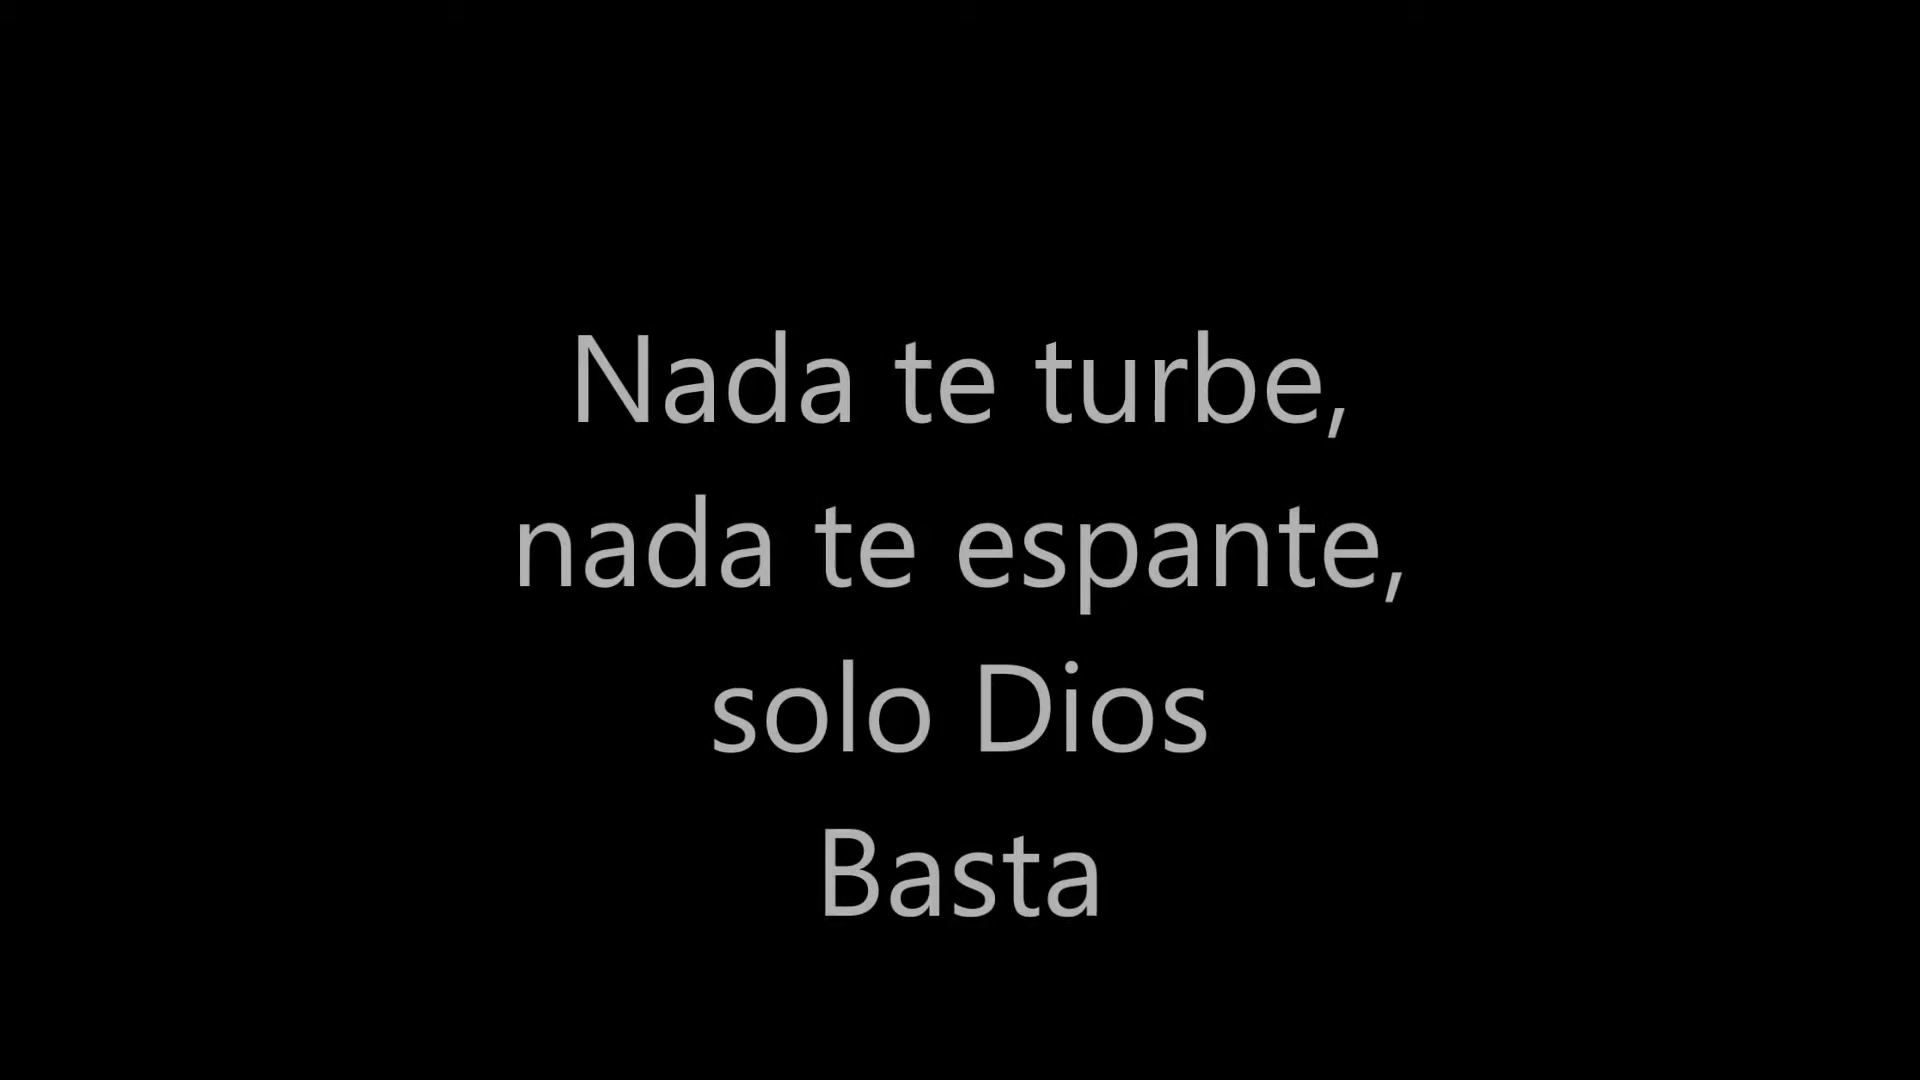 Nada te turbe,
nada te espante,
solo Dios
Basta